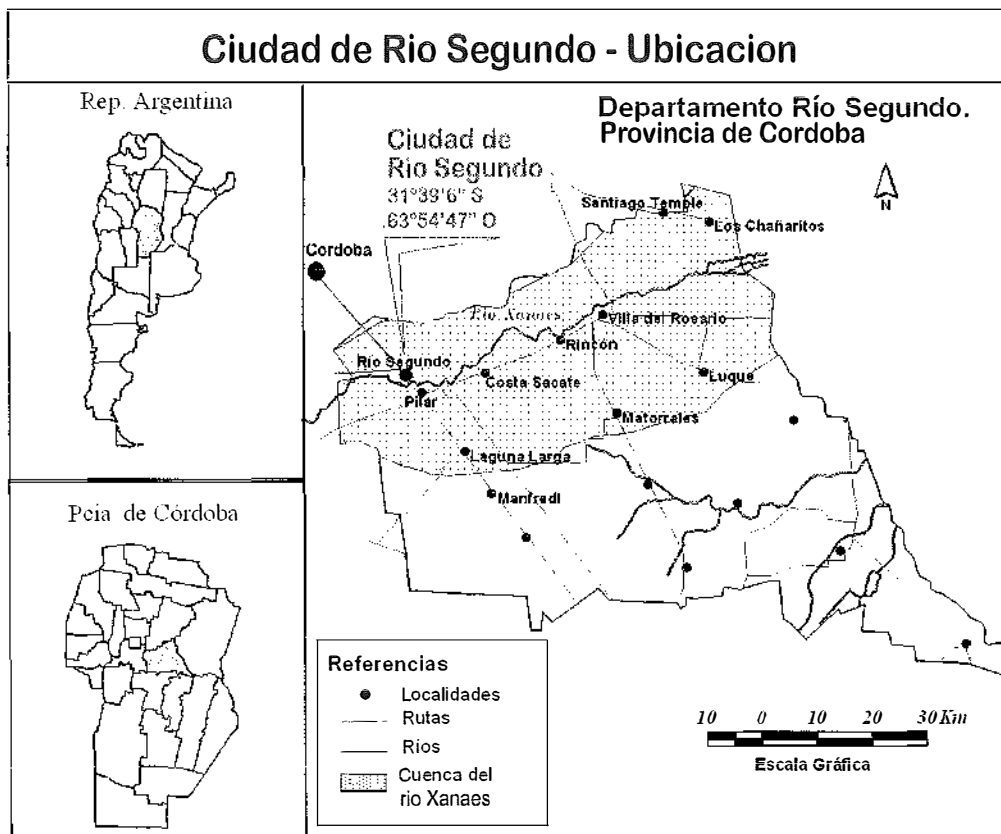 Ciudad de Rio Segundo - Ubicacion
Rep. Argentina
Pcia de Córdoba
Departamento Río Segundo.
Provincia de Cordoba
Ciudad de
Rio Segundo
31°39'6" S
63°54'47" O
N
Cordoba
Santiago Temple
Los Chañaritos
Río Xanaes
Villa del Rosario
Rincón
Río Segundo
Costa Sacate
Luque
Pilar
Matorrales
Laguna Larga
Manfredi
Referencias
Localidades
Rutas
Ríos
Cuenca del
rio Xanaes
10 0 10 20 30 Km
Escala Gráfica